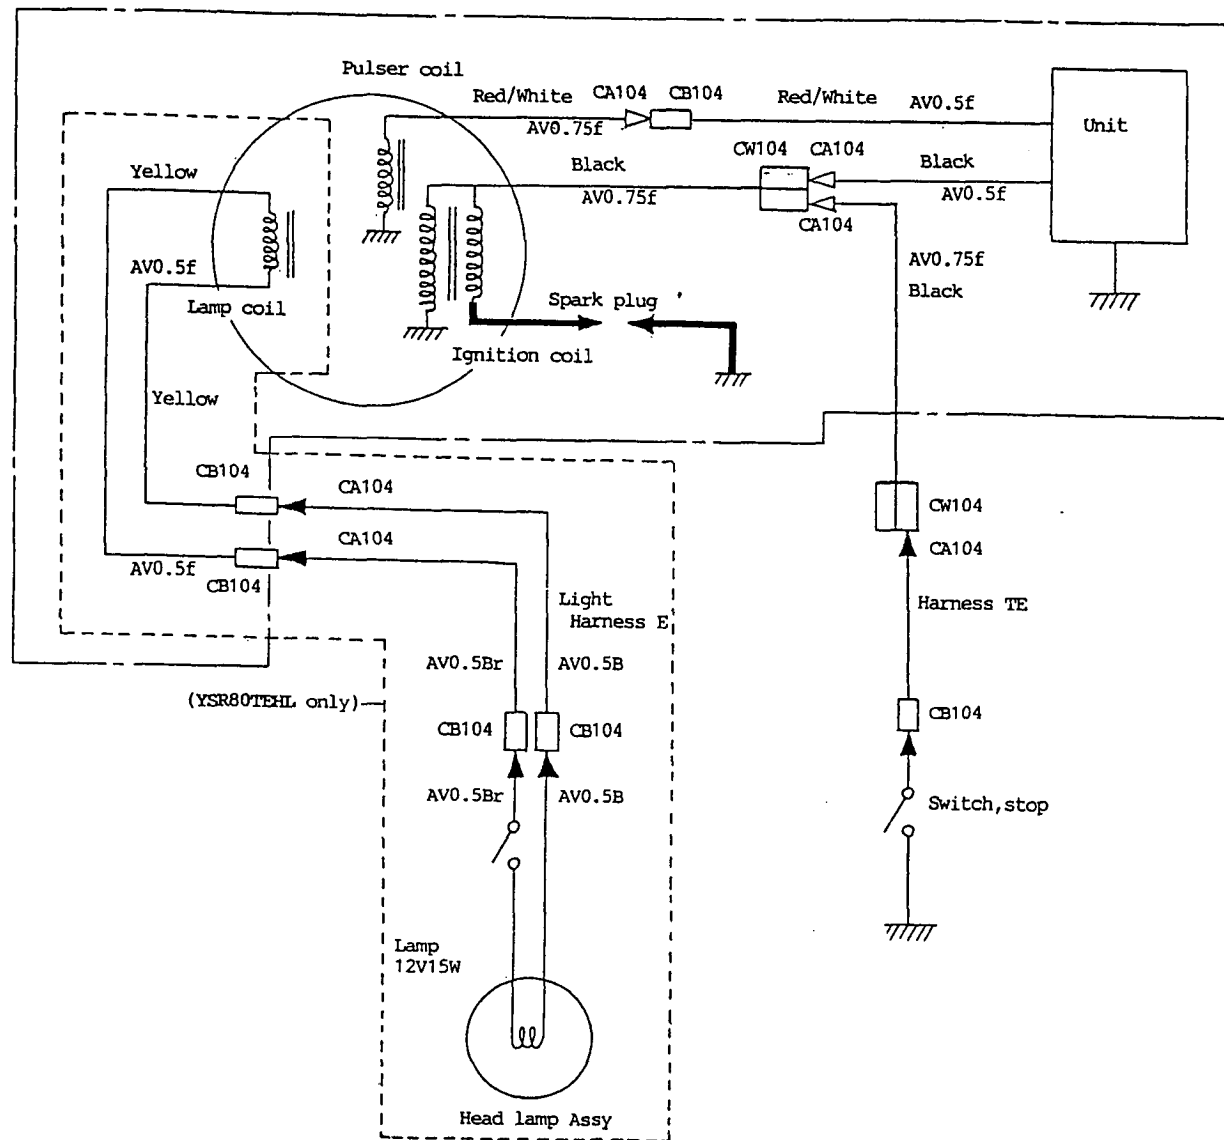 Pulser coil
Red/White
CA104
CB104
Red/White
AV0.5f
AV0.75f
Unit
Yellow
Black
CW104
CA104
Black
AV0.75f
AV0.5f
CA104
AV0.5f
AV0.75f
Lamp coil
Spark plug
Black
Ignition coil
Yellow
CB104
CA104
CW104
CA104
CA104
AV0.5f
CB104
Light
Harness E
Harness TE
AV0.5Br
AV0.5B
(YSR80TEHL only)
CB104
CB104
CB104
AV0.5Br
AV0.5B
Switch,stop
Lamp
12V15W
Head lamp Assy